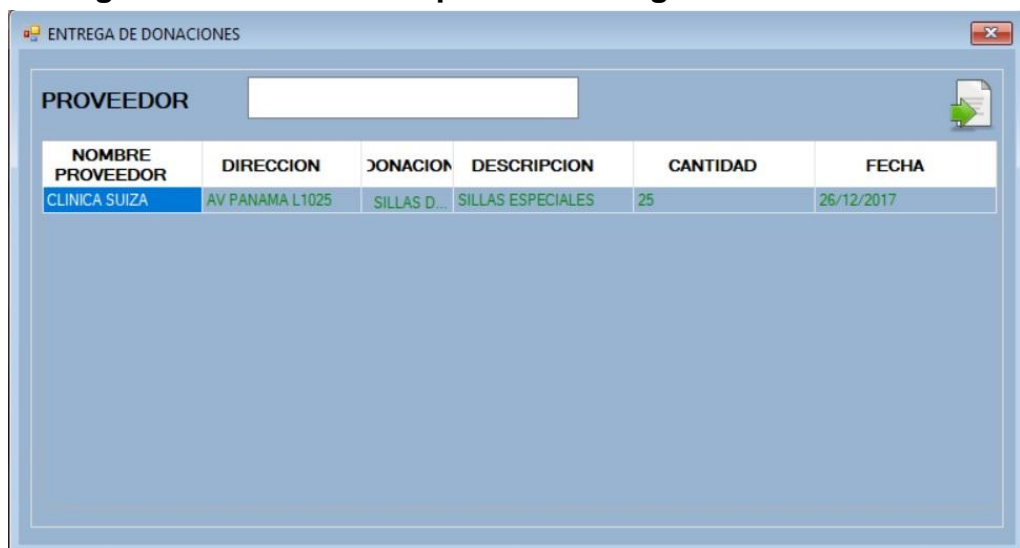 ENTREGA DE DONACIONES
PROVEEDOR
NOMBRE PROVEEDOR DIRECCION DONACION DESCRIPCION CANTIDAD FECHA
CLINICA SUIZA AV PANAMA L1025 SILLAS D... SILLAS ESPECIALES 25 26/12/2017